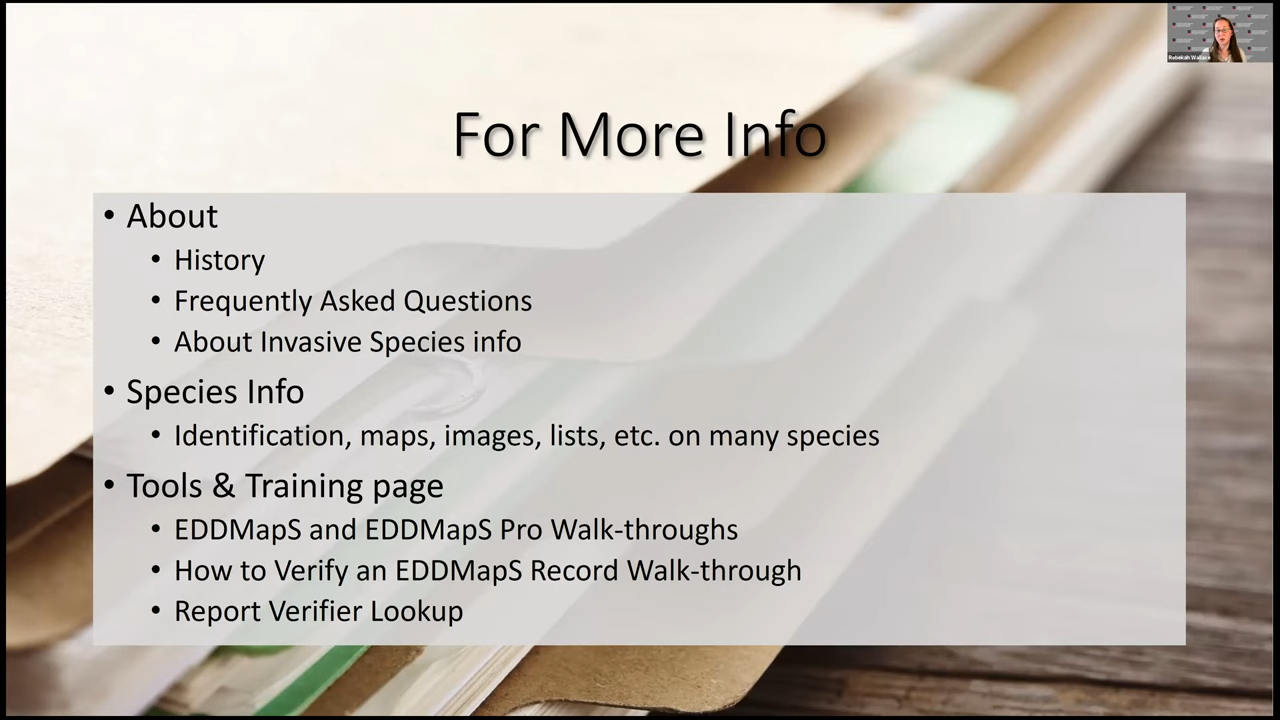 Rebekah Wallace
For More Info
• About
• History
• Frequently Asked Questions
• About Invasive Species info
• Species Info
• Identification, maps, images, lists, etc. on many species
• Tools & Training page
• EDDMapS and EDDMapS Pro Walk-throughs
• How to Verify an EDDMapS Record Walk-through
• Report Verifier Lookup